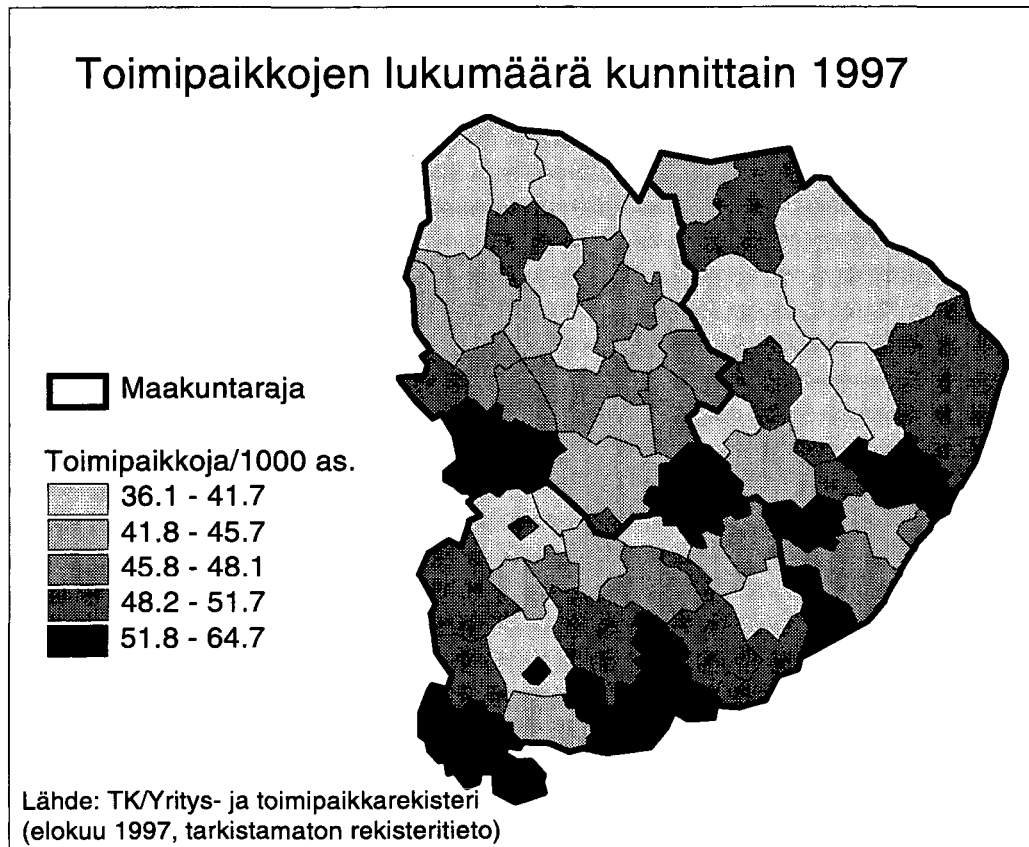 Toimipaikkojen lukumäärä kunnittain 1997
Maakuntaraja
Toimipaikkoja/1000 as.
36.1 - 41.7
41.8 - 45.7
45.8 - 48.1
48.2 - 51.7
51.8 - 64.7
Lähde: TK/Yritys- ja toimipaikkarekisteri
(elokuu 1997, tarkistamaton rekisteritieto)